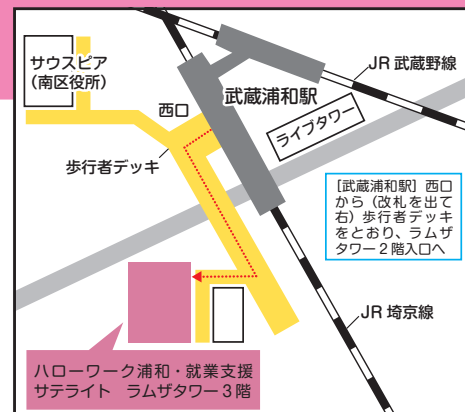 サウスピア
（南区役所）
JR 武蔵野線
西口
武蔵浦和駅
ライブタワー
歩行者デッキ
［武蔵浦和駅］西口
から（改札を出て
右）歩行者デッキ
をとおり、ラムザ
タワー２階入口へ
JR 埼京線
ハローワーク浦和・就業支援
サテライト　ラムザタワー３階